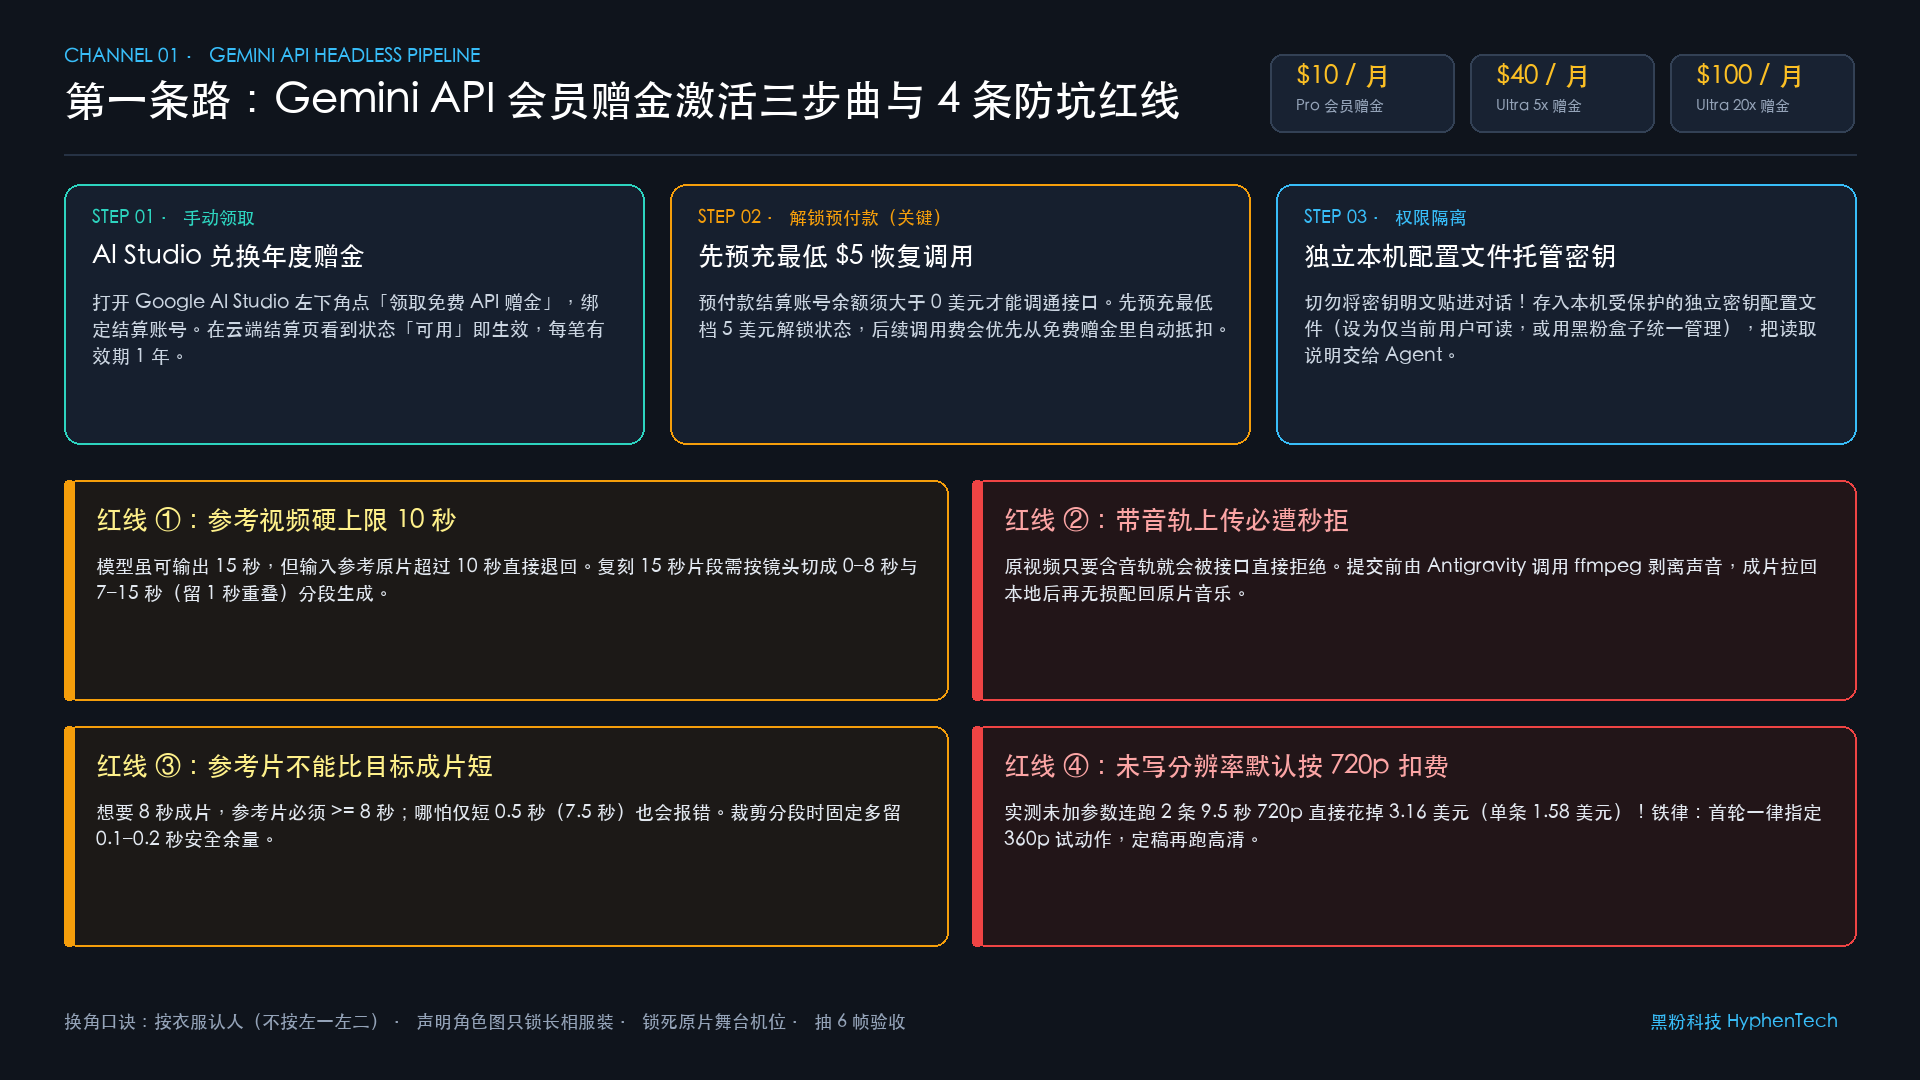 CHANNEL 01 · GEMINI API HEADLESS PIPELINE
第一条路：Gemini API 会员赠金激活三步曲与 4 条防坑红线
$10 / 月
Pro 会员赠金
$40 / 月
Ultra 5x 赠金
$100 / 月
Ultra 20x 赠金
STEP 01 · 手动领取
AI Studio 兑换年度赠金
打开 Google AI Studio 左下角点「领取免费 API 赠金」，绑
定结算账号。在云端结算页看到状态「可用」即生效，每笔有
效期 1 年。
STEP 02 · 解锁预付款（关键）
先预充最低 $5 恢复调用
预付款结算账号余额须大于 0 美元才能调通接口。先预充最低
档 5 美元解锁状态，后续调用费会优先从免费赠金里自动抵扣。
STEP 03 · 权限隔离
独立本机配置文件托管密钥
切勿将密钥明文贴进对话！存入本机受保护的独立密钥配置文
件（设为仅当前用户可读，或用黑粉盒子统一管理），把读取
说明交给 Agent。
红线 ①：参考视频硬上限 10 秒
模型虽可输出 15 秒，但输入参考原片超过 10 秒直接退回。复刻 15 秒片段需按镜头切成 0–8 秒与
7–15 秒（留 1 秒重叠）分段生成。
红线 ②：带音轨上传必遭秒拒
原视频只要含音轨就会被接口直接拒绝。提交前由 Antigravity 调用 ffmpeg 剥离声音，成片拉回
本地后再无损配回原片音乐。
红线 ③：参考片不能比目标成片短
想要 8 秒成片，参考片必须 >= 8 秒；哪怕仅短 0.5 秒（7.5 秒）也会报错。裁剪分段时固定多留
0.1–0.2 秒安全余量。
红线 ④：未写分辨率默认按 720p 扣费
实测未加参数连跑 2 条 9.5 秒 720p 直接花掉 3.16 美元（单条 1.58 美元）！铁律：首轮一律指定
360p 试动作，定稿再跑高清。
换角口诀：按衣服认人（不按左一左二） · 声明角色图只锁长相服装 · 锁死原片舞台机位 · 抽 6 帧验收
黑粉科技 HyphenTech